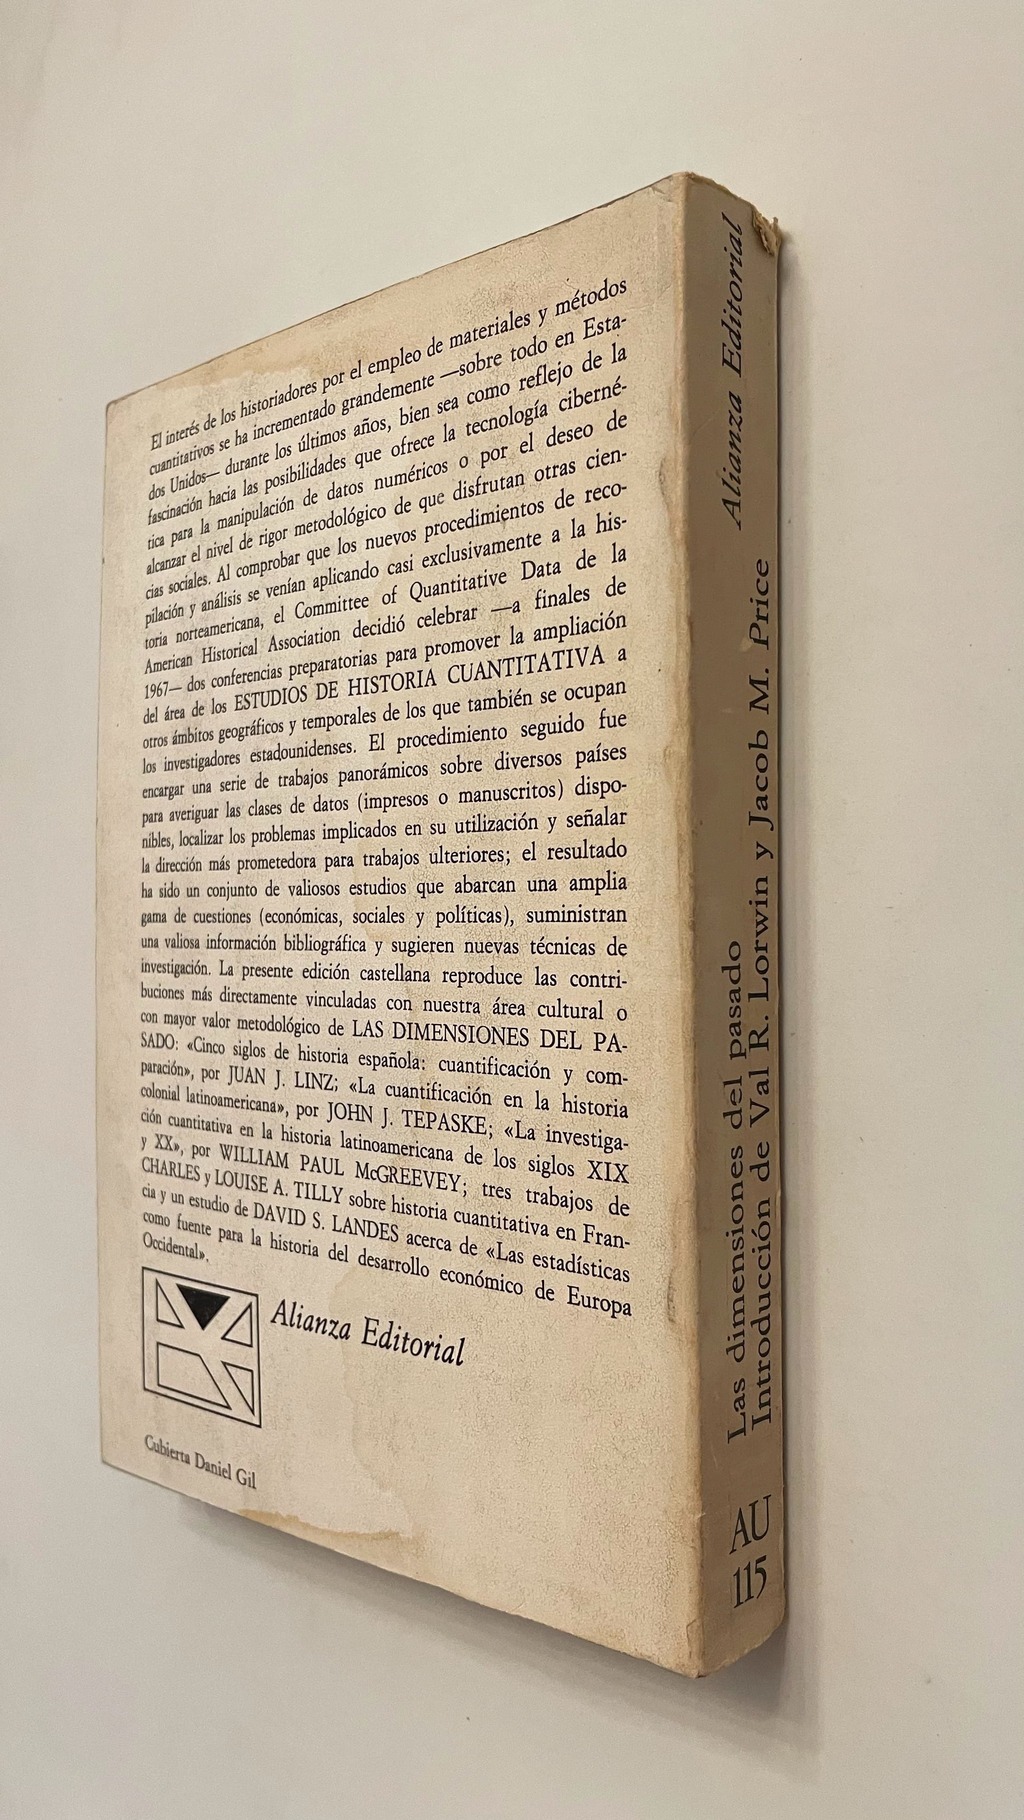 El interés de los historiadores por el empleo de materiales y métodos
cuantitativos se ha incrementado grandemente —sobre todo en Esta-
dos Unidos— durante los últimos años, bien sea como reflejo de la
fascinación hacia las posibilidades que ofrece la tecnología ciberné-
tica para la manipulación de datos numéricos o por el deseo de
alcanzar el nivel de rigor metodológico de que disfrutan otras cien-
cias sociales. Al comprobar que los nuevos procedimientos de reco-
pilación y análisis se venían aplicando casi exclusivamente a la his-
toria norteamericana, el Committee of Quantitative Data de la
American Historical Association decidió celebrar —a finales de
1967— dos conferencias preparatorias para promover la ampliación
del área de los ESTUDIOS DE HISTORIA CUANTITATIVA a
otros ámbitos geográficos y temporales de los que también se ocupan
los investigadores estadounidenses. El procedimiento seguido fue
encargar una serie de trabajos panorámicos sobre diversos países
para averiguar las clases de datos (impresos o manuscritos) dispo-
nibles, localizar los problemas implicados en su utilización y señalar
la dirección más prometedora para trabajos ulteriores; el resultado
ha sido un conjunto de valiosos estudios que abarcan una amplia
gama de cuestiones (económicas, sociales y políticas), suministran
una valiosa información bibliográfica y sugieren nuevas técnicas de
investigación. La presente edición castellana reproduce las contri-
buciones más directamente vinculadas con nuestra área cultural o
con mayor valor metodológico de LAS DIMENSIONES DEL PA-
SADO: «Cinco siglos de historia española: cuantificación y com-
paración», por JUAN J. LINZ; «La cuantificación en la historia
colonial latinoamericana», por JOHN J. TEPASKE; «La investiga-
ción cuantitativa en la historia latinoamericana de los siglos XIX
y XX», por WILLIAM PAUL McGREEVEY; tres trabajos de
CHARLES y LOUISE A. TILLY sobre historia cuantitativa en Fran-
cia y un estudio de DAVID S. LANDES acerca de «Las estadísticas
como fuente para la historia del desarrollo económico de Europa
Occidental».
Alianza Editorial
Cubierta Daniel Gil
Las dimensiones del pasado
Introducción de Val R. Lorwin y Jacob M. Price
Alianza Editorial
AU
115